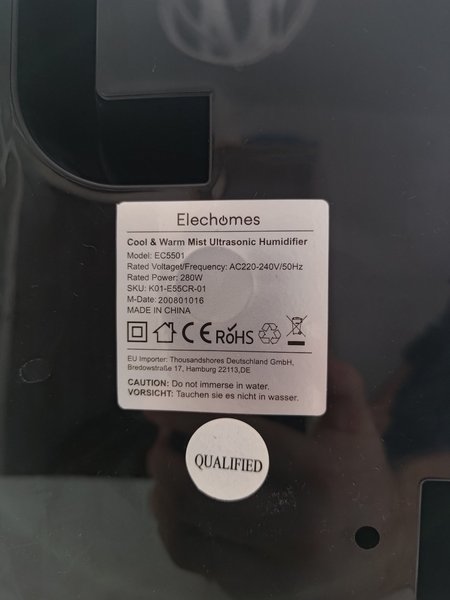 Elechomes
Cool & Warm Mist Ultrasonic Humidifier
Model: EC5501
Rated Voltaget/Frequency: AC220-240V/50Hz
Rated Power: 280W
SKU: K01-E55CR-01
M-Date: 200801016
MADE IN CHINA
CE RoHS
EU Importer: Thousandshores Deutschland GmbH,
Bredowstraße 17, Hamburg 22113,DE
CAUTION: Do not immerse in water.
VORSICHT: Tauchen sie es nicht in wasser.
QUALIFIED